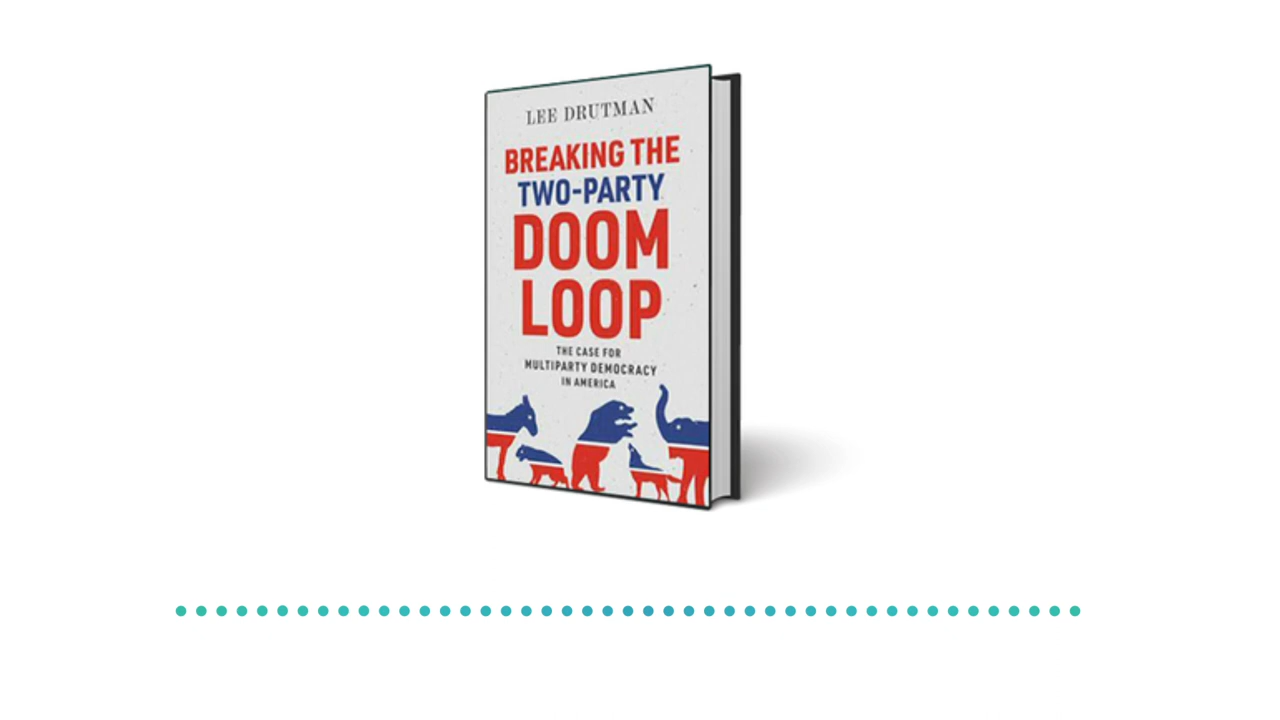 LEE DRUTMAN
BREAKING THE
TWO-PARTY
DOOM
LOOP
THE CASE FOR
MULTIPARTY DEMOCRACY
IN AMERICA